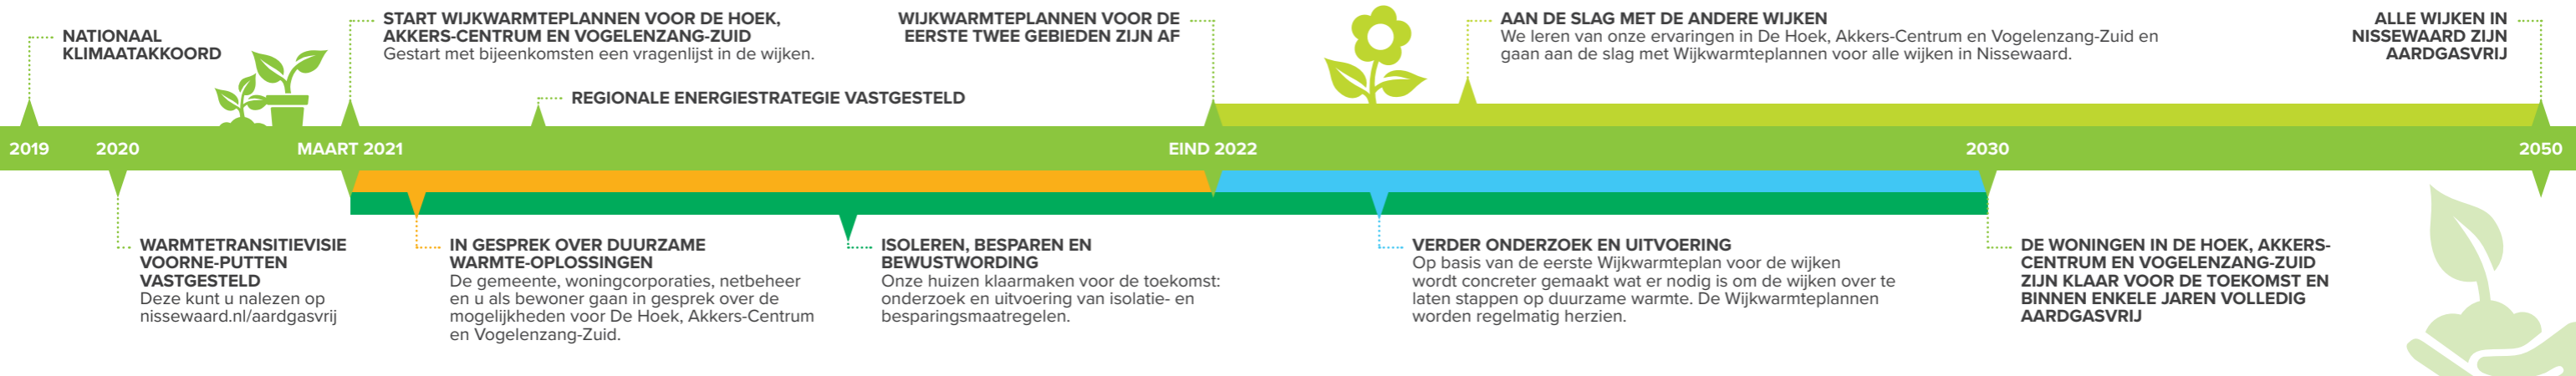 NATIONAAL
KLIMAATAKKOORD
START WIJKWARMTEPLANNEN VOOR DE HOEK,
AKKERS-CENTRUM EN VOGELENZANG-ZUID
Gestart met bijeenkomsten een vragenlijst in de wijken.
REGIONALE ENERGIESTRATEGIE VASTGESTELD
WIJKWARMTEPLANNEN VOOR DE
EERSTE TWEE GEBIEDEN ZIJN AF
AAN DE SLAG MET DE ANDERE WIJKEN
We leren van onze ervaringen in De Hoek, Akkers-Centrum en Vogelenzang-Zuid en
gaan aan de slag met Wijkwarmteplannen voor alle wijken in Nissewaard.
ALLE WIJKEN IN
NISSEWAARD ZIJN
AARDGASVRIJ
2019
2020
MAART 2021
EIND 2022
2030
2050
WARMTETRANSITIEVISIE
VOORNE-PUTTEN
VASTGESTELD
Deze kunt u nalezen op
nissewaard.nl/aardgasvrij
IN GESPREK OVER DUURZAME
WARMTE-OPLOSSINGEN
De gemeente, woningcorporaties, netbeheer
en u als bewoner gaan in gesprek over de
mogelijkheden voor De Hoek, Akkers-Centrum
en Vogelenzang-Zuid.
ISOLEREN, BESPAREN EN
BEWUSTWORDING
Onze huizen klaarmaken voor de toekomst:
onderzoek en uitvoering van isolatie- en
besparingsmaatregelen.
VERDER ONDERZOEK EN UITVOERING
Op basis van de eerste Wijkwarmteplan voor de wijken
wordt concreter gemaakt wat er nodig is om de wijken over te
laten stappen op duurzame warmte. De Wijkwarmteplannen
worden regelmatig herzien.
DE WONINGEN IN DE HOEK, AKKERS-
CENTRUM EN VOGELENZANG-ZUID
ZIJN KLAAR VOOR DE TOEKOMST EN
BINNEN ENKELE JAREN VOLLEDIG
AARDGASVRIJ